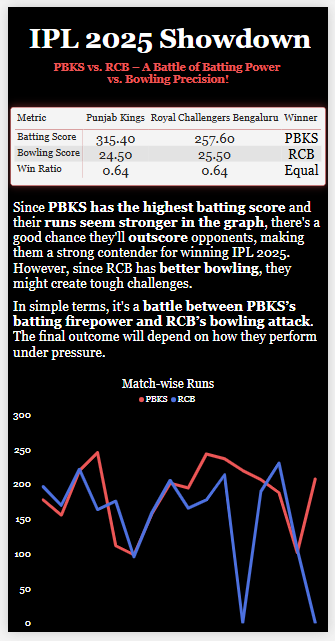 IPL 2025 Showdown
PBKS vs. RCB – A Battle of Batting Power
vs. Bowling Precision!
Metric Punjab Kings Royal Challengers Bengaluru Winner
Batting Score 315.40 257.60 PBKS
Bowling Score 24.50 25.50 RCB
Win Ratio 0.64 0.64 Equal
Since PBKS has the highest batting score and
their runs seem stronger in the graph, there's a
good chance they'll outscore opponents, making
them a strong contender for winning IPL 2025.
However, since RCB has better bowling, they
might create tough challenges.
In simple terms, it's a battle between PBKS’s
batting firepower and RCB’s bowling attack.
The final outcome will depend on how they perform
under pressure.
Match-wise Runs
PBKS RCB
300
250
200
150
100
50
0